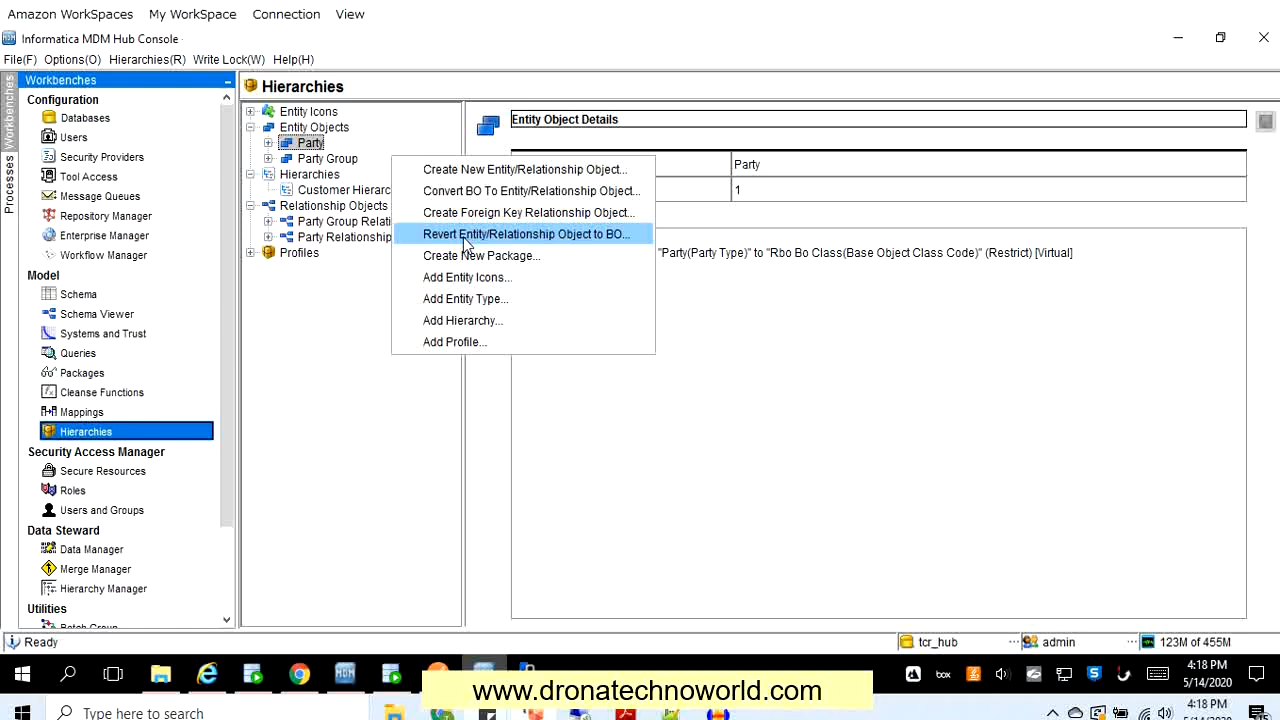 Amazon WorkSpaces My WorkSpace Connection View
Informatica MDM Hub Console
File(F) Options(O) Hierarchies(R) Write Lock(W) Help(H)
Workbenches
Processes
Workbenches
Configuration
Databases
Users
Security Providers
Tool Access
Message Queues
Repository Manager
Enterprise Manager
Workflow Manager
Model
Schema
Schema Viewer
Systems and Trust
Queries
Packages
Cleanse Functions
Mappings
Hierarchies
Security Access Manager
Secure Resources
Roles
Users and Groups
Data Steward
Data Manager
Merge Manager
Hierarchy Manager
Utilities
Hierarchies
Entity Icons
Entity Objects
Party
Party Group
Hierarchies
Customer Hierarc
Relationship Objects
Party Group Relati
Party Relationship
Profiles
Create New Entity/Relationship Object...
Convert BO To Entity/Relationship Object...
Create Foreign Key Relationship Object...
Revert Entity/Relationship Object to BO...
Create New Package...
Add Entity Icons...
Add Entity Type...
Add Hierarchy...
Add Profile...
Entity Object Details
Party
1
"Party(Party Type)" to "Rbo Bo Class(Base Object Class Code)" (Restrict) [Virtual]
Ready
tcr_hub
admin
123M of 455M
MDM
box
4:18 PM
5/14/2020
www.dronatechnoworld.com
Type here to search
4:18 PM
5/14/2020